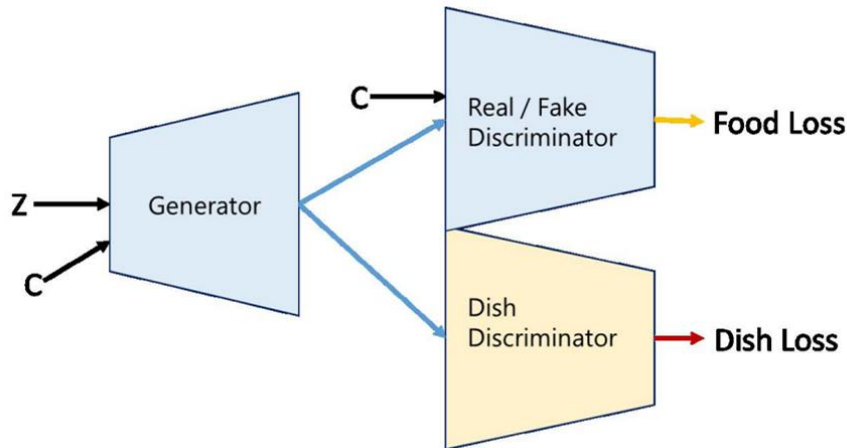 C
Real / Fake
Discriminator
Food Loss
Z
Generator
C
Dish
Discriminator
Dish Loss